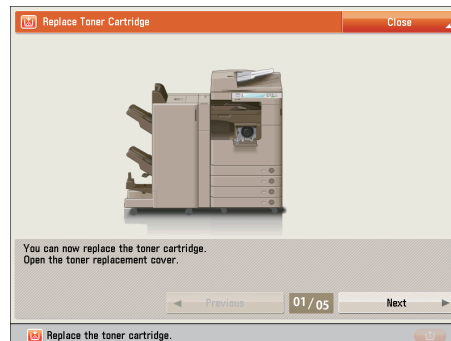 Replace Toner Cartridge
Close
You can now replace the toner cartridge.
Open the toner replacement cover.
Previous
01/05
Next
Replace the toner cartridge.